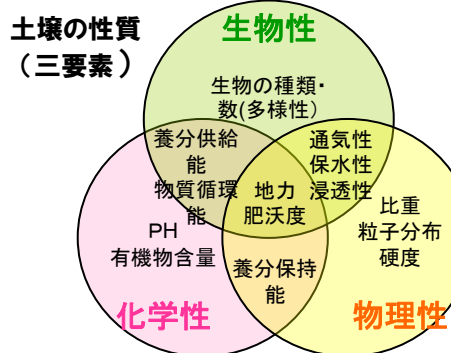 土壌の性質
（三要素）
生物性
生物の種類・
数(多様性）
養分供給
能
物質循環
能
通気性
保水性
浸透性
地力
肥沃度
PH
有機物含量
比重
粒子分布
硬度
養分保持
能
化学性
物理性